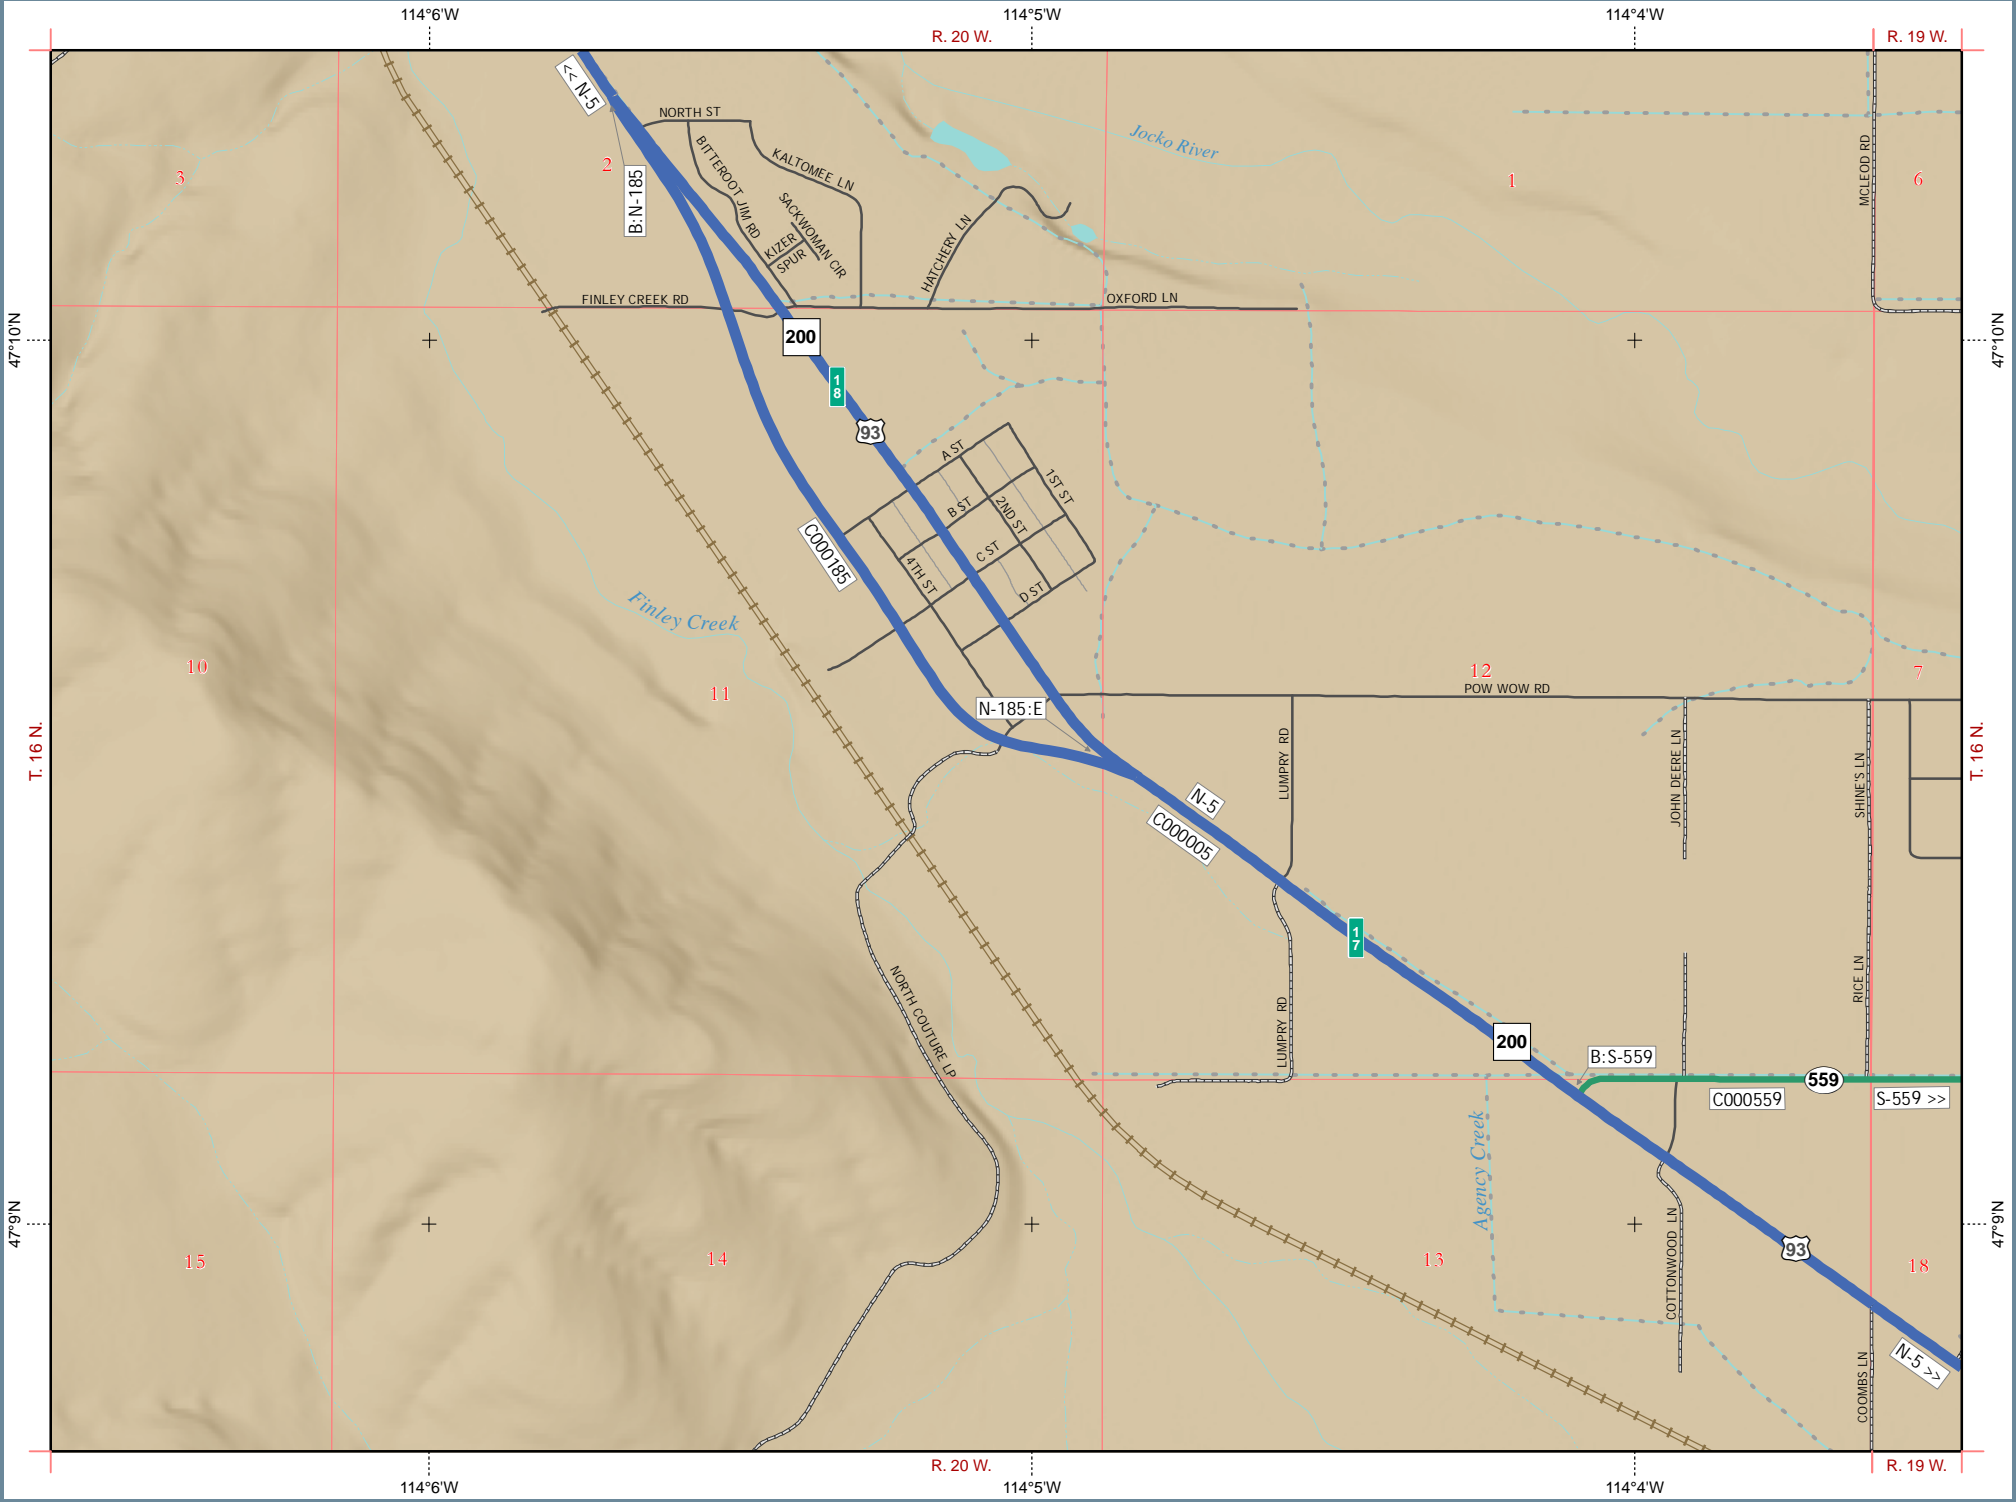 114°6'W
114°5'W
114°4'W
R. 20 W.
R. 19 W.
<< N-5
NORTH ST
BITTEROOT JIM RD
KALTOMEE LN
SACKWOMAN CIR
KIZER
SPUR
HATCHERY LN
Jocko River
MCLEOD RD
3
2
1
6
B:N-185
FINLEY CREEK RD
OXFORD LN
47°10'N
47°10'N
200
1
8
93
A ST
B ST
C ST
D ST
1ST ST
2ND ST
4TH ST
C000185
Finley Creek
10
11
12
7
POW WOW RD
N-185:E
T. 16 N.
T. 16 N.
LUMPRY RD
JOHN DEERE LN
SHINE'S LN
N-5
C000005
1
7
NORTH COUTURE LP
LUMPRY RD
RICE LN
200
B:S-559
559
C000559
S-559 >>
Agency Creek
COTTONWOOD LN
47°9'N
47°9'N
93
15
14
13
18
N-5 >>
COOMBS LN
R. 20 W.
R. 19 W.
114°6'W
114°5'W
114°4'W